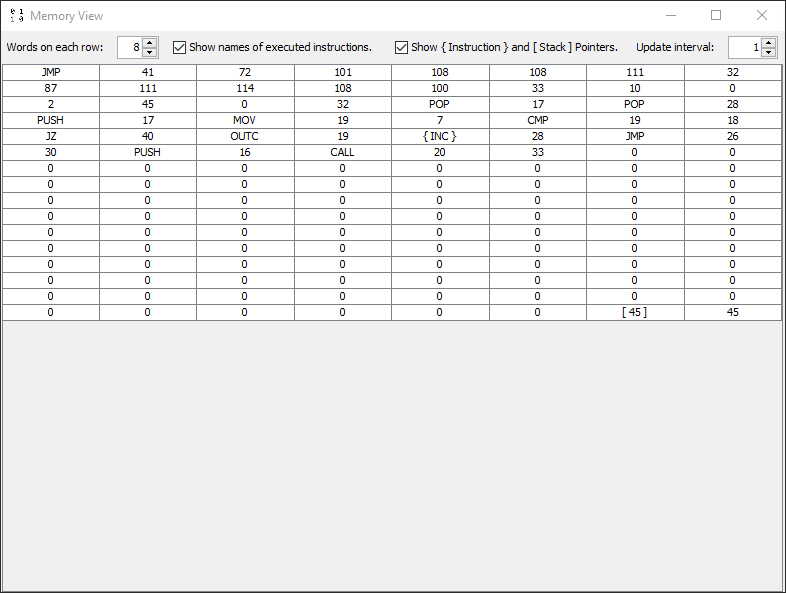 0 1
1 0
Memory View
Words on each row: 8 Show names of executed instructions. Show { Instruction } and [ Stack ] Pointers. Update interval: 1
JMP 41 72 101 108 108 111 32
87 111 114 108 100 33 10 0
2 45 0 32 POP 17 POP 28
PUSH 17 MOV 19 7 CMP 19 18
JZ 40 OUTC 19 { INC } 28 JMP 26
30 PUSH 16 CALL 20 33 0 0
0 0 0 0 0 0 0 0
0 0 0 0 0 0 0 0
0 0 0 0 0 0 0 0
0 0 0 0 0 0 0 0
0 0 0 0 0 0 0 0
0 0 0 0 0 0 0 0
0 0 0 0 0 0 0 0
0 0 0 0 0 0 0 0
0 0 0 0 0 0 0 0
0 0 0 0 0 0 [ 45 ] 45